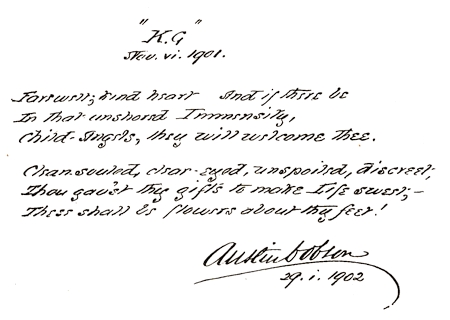 "K.G"
Nov. vi. 1901.
Farewell; kind heart And if there be
In that unshored Immensity,
Child-Angels, they will welcome thee.
Clean-souled, clear-eyed, unspoiled, discreet;
Thou gav'st thy gifts to make Life sweet;—
These shall be flowers about thy feet!
Austin Dobson
29. i. 1902